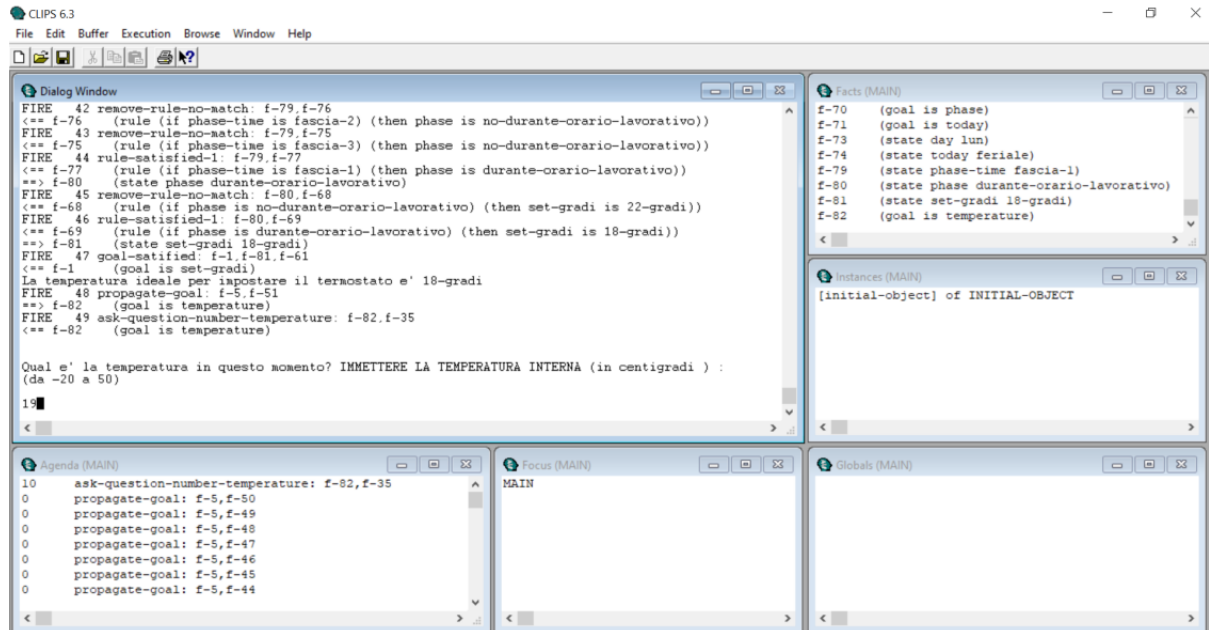 CLIPS 6.3
File Edit Buffer Execution Browse Window Help
Dialog Window
FIRE   42 remove-rule-no-match: f-79,f-76
<== f-76      (rule (if phase-time is fascia-2) (then phase is no-durante-orario-lavorativo))
FIRE   43 remove-rule-no-match: f-79,f-75
<== f-75      (rule (if phase-time is fascia-3) (then phase is no-durante-orario-lavorativo))
FIRE   44 rule-satisfied-1: f-79,f-77
<== f-77      (rule (if phase-time is fascia-1) (then phase is durante-orario-lavorativo))
==> f-80      (state phase durante-orario-lavorativo)
FIRE   45 remove-rule-no-match: f-80,f-68
<== f-68      (rule (if phase is no-durante-orario-lavorativo) (then set-gradi is 22-gradi))
FIRE   46 rule-satisfied-1: f-80,f-69
<== f-69      (rule (if phase is durante-orario-lavorativo) (then set-gradi is 18-gradi))
==> f-81      (state set-gradi 18-gradi)
FIRE   47 goal-satified: f-1,f-81,f-61
<== f-1       (goal is set-gradi)
La temperatura ideale per impostare il termostato e' 18-gradi
FIRE   48 propagate-goal: f-5,f-51
==> f-82      (goal is temperature)
FIRE   49 ask-question-number-temperature: f-82,f-35
<== f-82      (goal is temperature)
Qual e' la temperatura in questo momento? IMMETTERE LA TEMPERATURA INTERNA (in centigradi ) :
(da -20 a 50)
19
Facts (MAIN)
f-70     (goal is phase)
f-71     (goal is today)
f-73     (state day lun)
f-74     (state today feriale)
f-79     (state phase-time fascia-1)
f-80     (state phase durante-orario-lavorativo)
f-81     (state set-gradi 18-gradi)
f-82     (goal is temperature)
Instances (MAIN)
[initial-object] of INITIAL-OBJECT
Agenda (MAIN)
10     ask-question-number-temperature: f-82,f-35
0      propagate-goal: f-5,f-50
0      propagate-goal: f-5,f-49
0      propagate-goal: f-5,f-48
0      propagate-goal: f-5,f-47
0      propagate-goal: f-5,f-46
0      propagate-goal: f-5,f-45
0      propagate-goal: f-5,f-44
Focus (MAIN)
MAIN
Globals (MAIN)